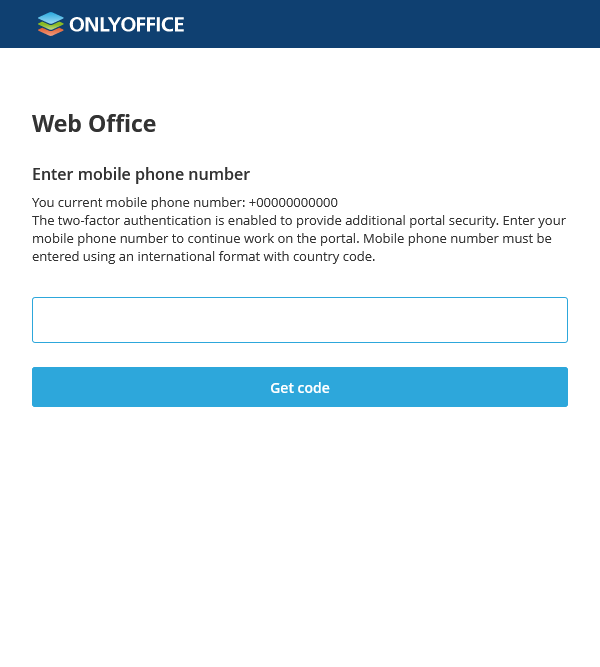 ONLYOFFICE
Web Office
Enter mobile phone number
You current mobile phone number: +00000000000
The two-factor authentication is enabled to provide additional portal security. Enter your
mobile phone number to continue work on the portal. Mobile phone number must be
entered using an international format with country code.
Get code